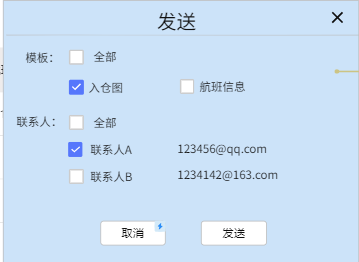 发送
模板： 全部
入仓图 航班信息
联系人： 全部
联系人A 123456@qq.com
联系人B 1234142@163.com
取消 发送